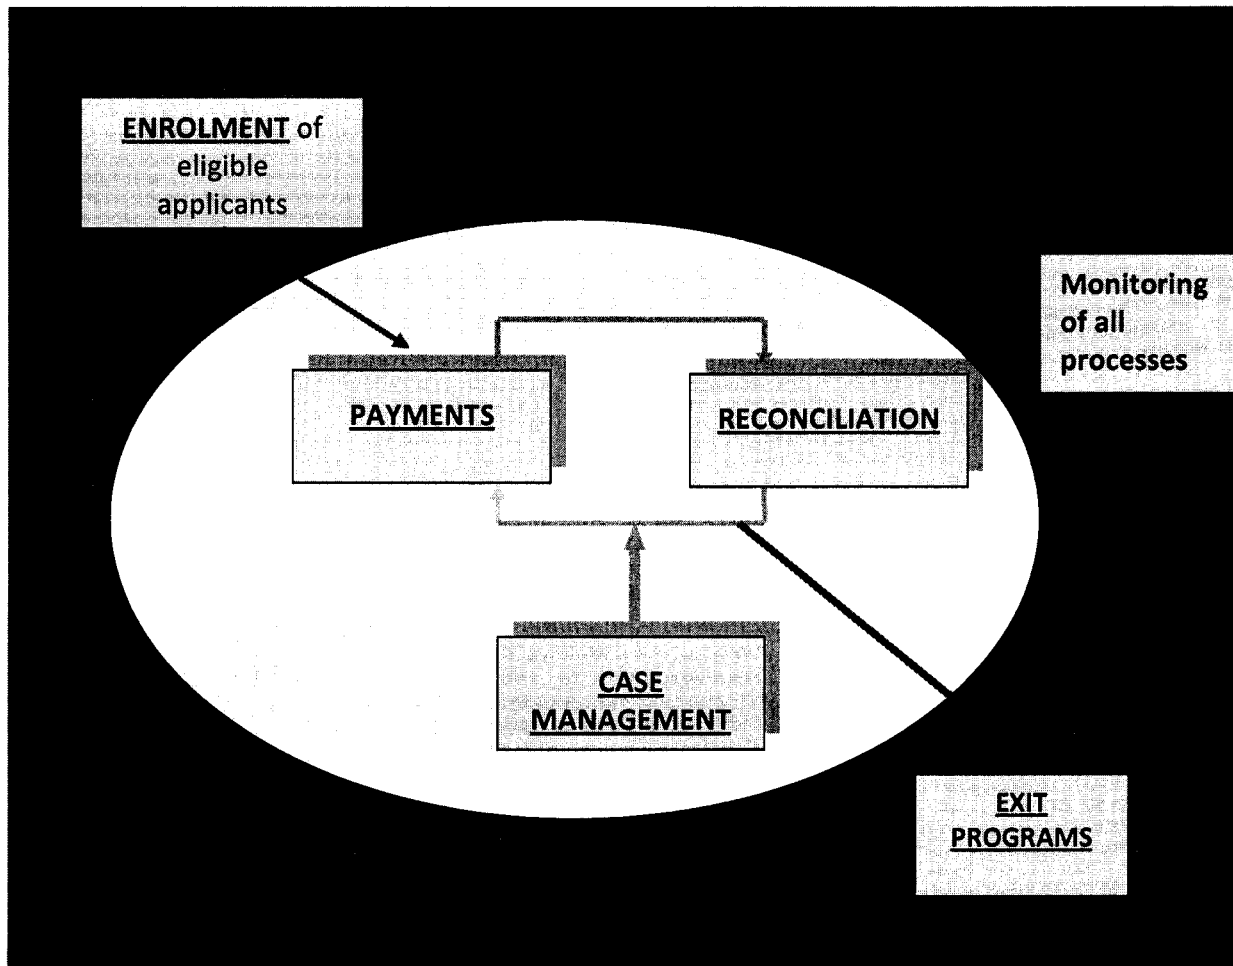 ENROLMENT of
eligible
applicants
Monitoring
of all
processes
PAYMENTS
RECONCILIATION
CASE
MANAGEMENT
EXIT
PROGRAMS